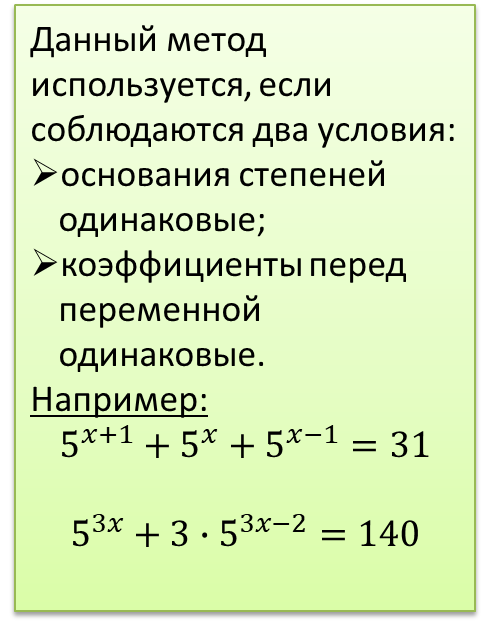 Данный метод
используется, если
соблюдаются два условия:
➢основания степеней
одинаковые;
➢коэффициенты перед
переменной
одинаковые.
Например:
5^{x+1} + 5^x + 5^{x−1} = 31
5^{3x} + 3 · 5^{3x−2} = 140